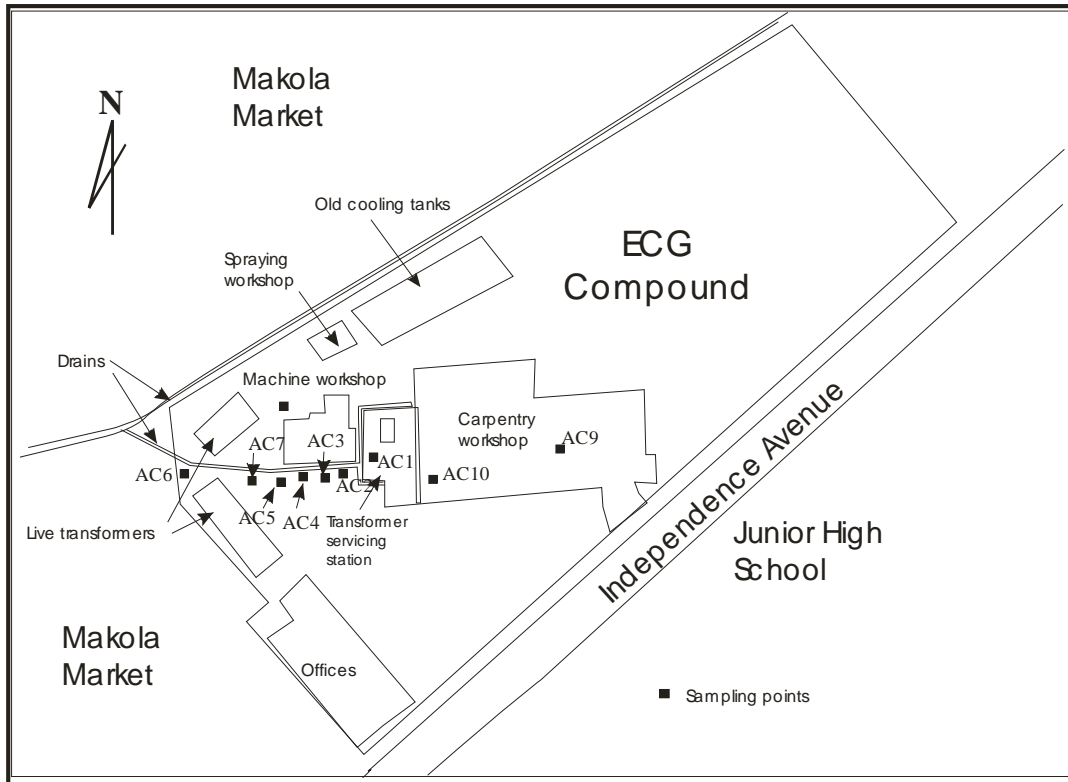 Makola
Market
N
Old cooling tanks
ECG
Compound
Spraying
workshop
Drains
Machine workshop
Carpentry
workshop
AC7
AC3
AC9
AC1
AC6
AC2
AC10
AC5
AC4
Transformer
servicing
station
Live transformers
Independence Avenue
Junior High
School
Makola
Market
Offices
Sampling points